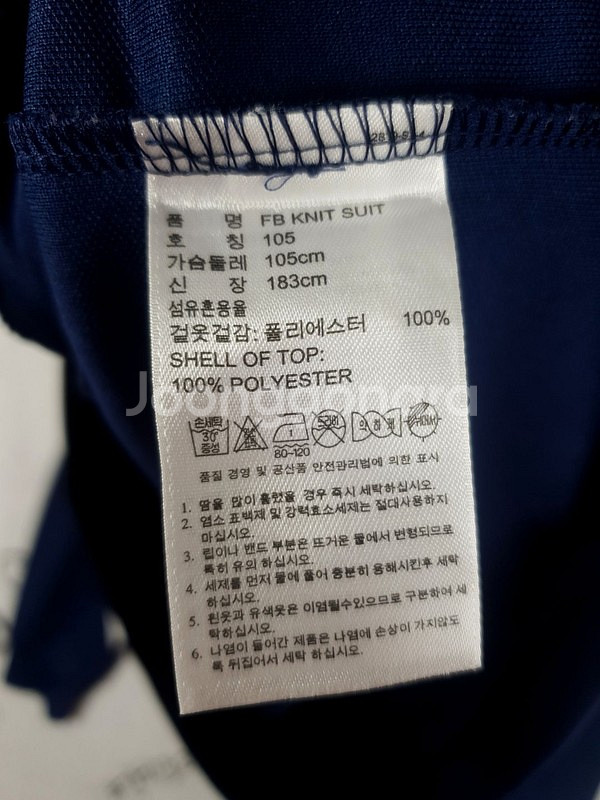 품 명 FB KNIT SUIT
호 칭 105
가슴둘레 105cm
신 장 183cm
섬유혼용율
겉옷겉감: 폴리에스터 100%
SHELL OF TOP:
100% POLYESTER
Joonggonara
손세탁 30 중성 1 80~120 드라이
품질 경영 및 공산품 안전관리법에 의한 표시
1. 땀을 많이 흘렸을 경우 즉시 세탁하십시오.
2. 염소 표백제 및 강력효소세제는 절대사용하지
마십시오.
3. 립이나 밴드 부분은 뜨거운 물에서 변형되므로
특히 유의 하십시오.
4. 세제를 먼저 물에 풀어 충분히 용해시킨후 세탁
하십시오.
5. 흰옷과 유색옷은 이염될수있으므로 구분하여 세
탁하십시오.
6. 나염이 들어간 제품은 나염에 손상이 가지않도
록 뒤집어서 세탁 하십시오.